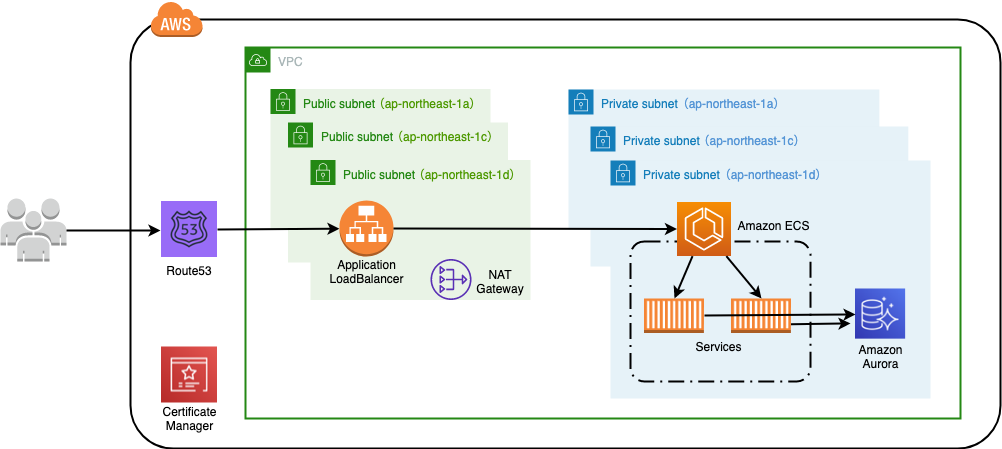 AWS
VPC
Public subnet（ap-northeast-1a）
Public subnet（ap-northeast-1c）
Public subnet（ap-northeast-1d）
Private subnet（ap-northeast-1a）
Private subnet（ap-northeast-1c）
Private subnet（ap-northeast-1d）
53
Route53
Application
LoadBalancer
NAT
Gateway
Amazon ECS
Services
Amazon
Aurora
Certificate
Manager